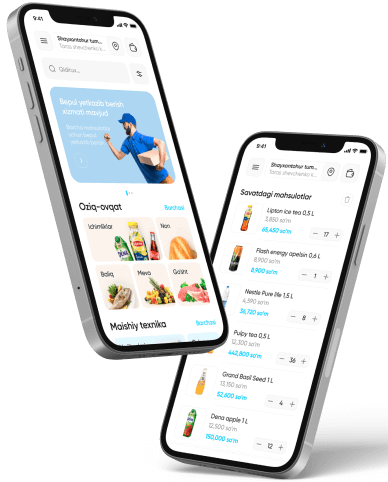 9:41
Shayxontohur tum...
Taras shevchenko k...
Qidiruv...
Bepul yetkazib berish
xizmati mavjud
Oziq-ovqat
Barchasi
Ichimliklar
Non
Baliq
Meva
Go'sht
Maishiy texnika
Barchasi
9:41
Shayxontohur tum...
Taras shevchenko k...
Savatdagi mahsulotlar
Lipton ice tea 0,5 L
3,850 so'm
65,450 so'm
17
Flash energy apelsin 0,6 L
8,900 so'm
8,900 so'm
1
Nestle Pure life 1,5 L
4,590 so'm
36,720 so'm
8
Pulpy tea 0,5 L
12,300 so'm
442,800 so'm
36
Grand Basil Seed 1 L
13,150 so'm
52,600 so'm
4
Dena apple 1 L
12,500 so'm
150,000 so'm
12